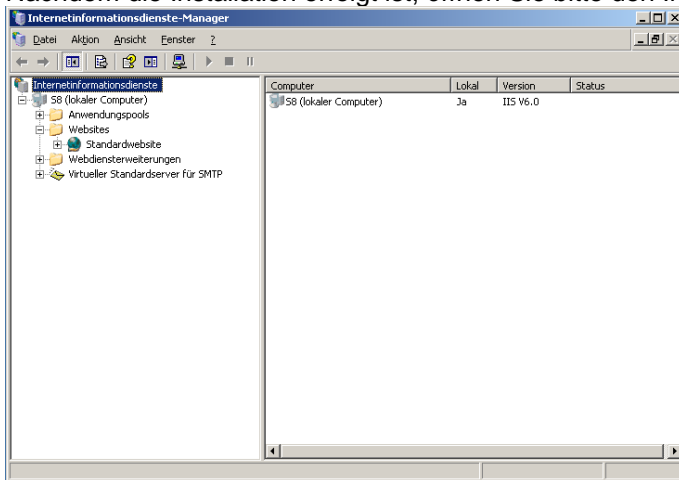 Nachdem die Installation erfolgt ist, öffnen Sie bitte den
Internetinformationsdienste-Manager
Datei Aktion Ansicht Fenster ?
Internetinformationsdienste
S8 (lokaler Computer)
Anwendungspools
Websites
Standardwebsite
Webdiensterweiterungen
Virtueller Standardserver für SMTP
Computer Lokal Version Status
S8 (lokaler Computer) Ja IIS V6.0